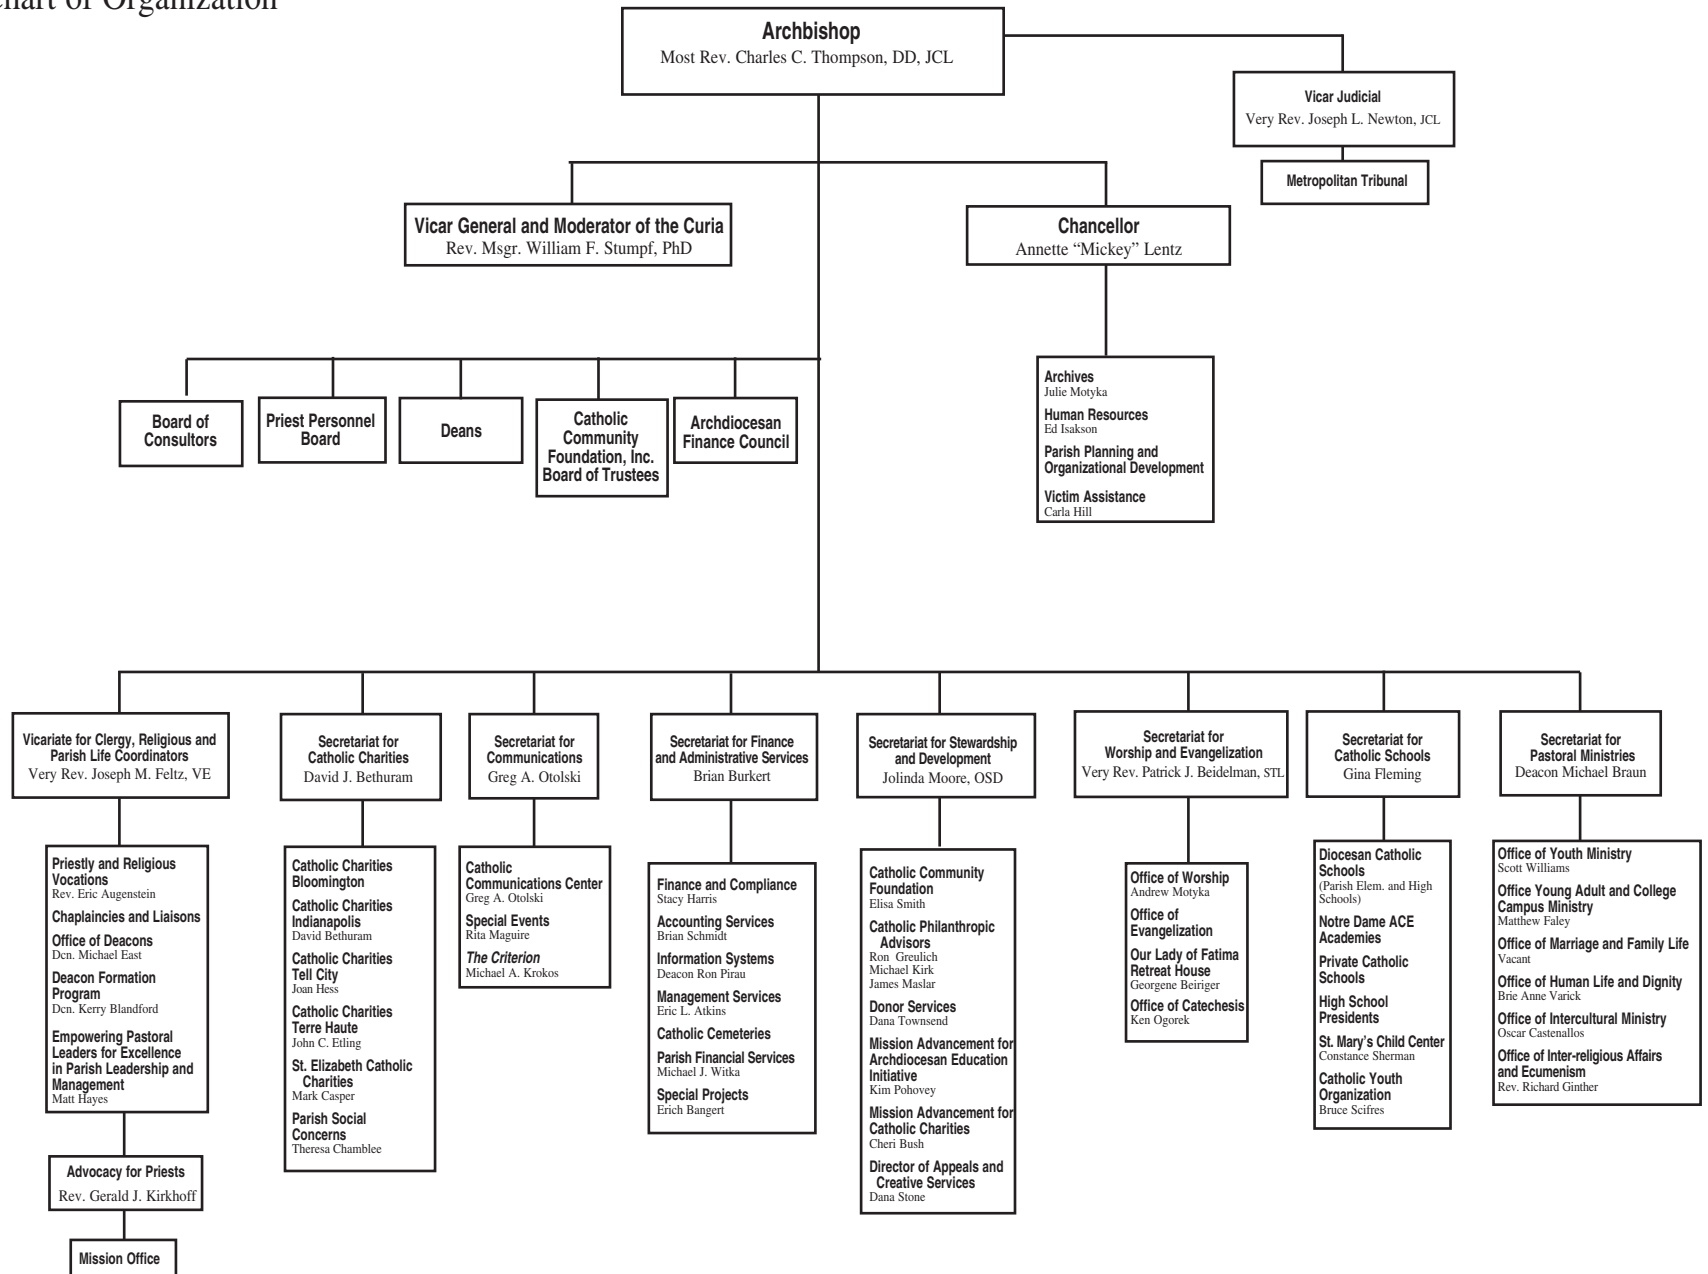 Chart of Organization
Archbishop
Most Rev. Charles C. Thompson, DD, JCL
Vicar Judicial
Very Rev. Joseph L. Newton, JCL
Metropolitan Tribunal
Vicar General and Moderator of the Curia
Rev. Msgr. William F. Stumpf, PhD
Chancellor
Annette “Mickey” Lentz
Archives
Julie Motyka
Human Resources
Ed Isakson
Parish Planning and
Organizational Development
Victim Assistance
Carla Hill
Board of
Consultors
Priest Personnel
Board
Deans
Catholic
Community
Foundation, Inc.
Board of Trustees
Archdiocesan
Finance Council
Vicariate for Clergy, Religious and
Parish Life Coordinators
Very Rev. Joseph M. Feltz, VE
Priestly and Religious
Vocations
Rev. Eric Augenstein
Chaplaincies and Liaisons
Office of Deacons
Dcn. Michael East
Deacon Formation
Program
Dcn. Kerry Blandford
Empowering Pastoral
Leaders for Excellence
in Parish Leadership and
Management
Matt Hayes
Advocacy for Priests
Rev. Gerald J. Kirkhoff
Mission Office
Secretariat for
Catholic Charities
David J. Bethuram
Catholic Charities
Bloomington
Catholic Charities
Indianapolis
David Bethuram
Catholic Charities
Tell City
Joan Hess
Catholic Charities
Terre Haute
John C. Etling
St. Elizabeth Catholic
Charities
Mark Casper
Parish Social
Concerns
Theresa Chamblee
Secretariat for
Communications
Greg A. Otolski
Catholic
Communications Center
Greg A. Otolski
Special Events
Rita Maguire
The Criterion
Michael A. Krokos
Secretariat for Finance
and Administrative Services
Brian Burkert
Finance and Compliance
Stacy Harris
Accounting Services
Brian Schmidt
Information Systems
Deacon Ron Pirau
Management Services
Eric L. Atkins
Catholic Cemeteries
Parish Financial Services
Michael J. Witka
Special Projects
Erich Bangert
Secretariat for Stewardship
and Development
Jolinda Moore, OSD
Catholic Community
Foundation
Elisa Smith
Catholic Philanthropic
Advisors
Ron Greulich
Michael Kirk
James Maslar
Donor Services
Dana Townsend
Mission Advancement for
Archdiocesan Education
Initiative
Kim Pohovey
Mission Advancement for
Catholic Charities
Cheri Bush
Director of Appeals and
Creative Services
Dana Stone
Secretariat for
Worship and Evangelization
Very Rev. Patrick J. Beidelman, STL
Office of Worship
Andrew Motyka
Office of
Evangelization
Our Lady of Fatima
Retreat House
Georgene Beiriger
Office of Catechesis
Ken Ogorek
Secretariat for
Catholic Schools
Gina Fleming
Diocesan Catholic
Schools
(Parish Elem. and High
Schools)
Notre Dame ACE
Academies
Private Catholic
Schools
High School
Presidents
St. Mary’s Child Center
Constance Sherman
Catholic Youth
Organization
Bruce Scifres
Secretariat for
Pastoral Ministries
Deacon Michael Braun
Office of Youth Ministry
Scott Williams
Office Young Adult and College
Campus Ministry
Matthew Faley
Office of Marriage and Family Life
Vacant
Office of Human Life and Dignity
Brie Anne Varick
Office of Intercultural Ministry
Oscar Castenallos
Office of Inter-religious Affairs
and Ecumenism
Rev. Richard Ginther